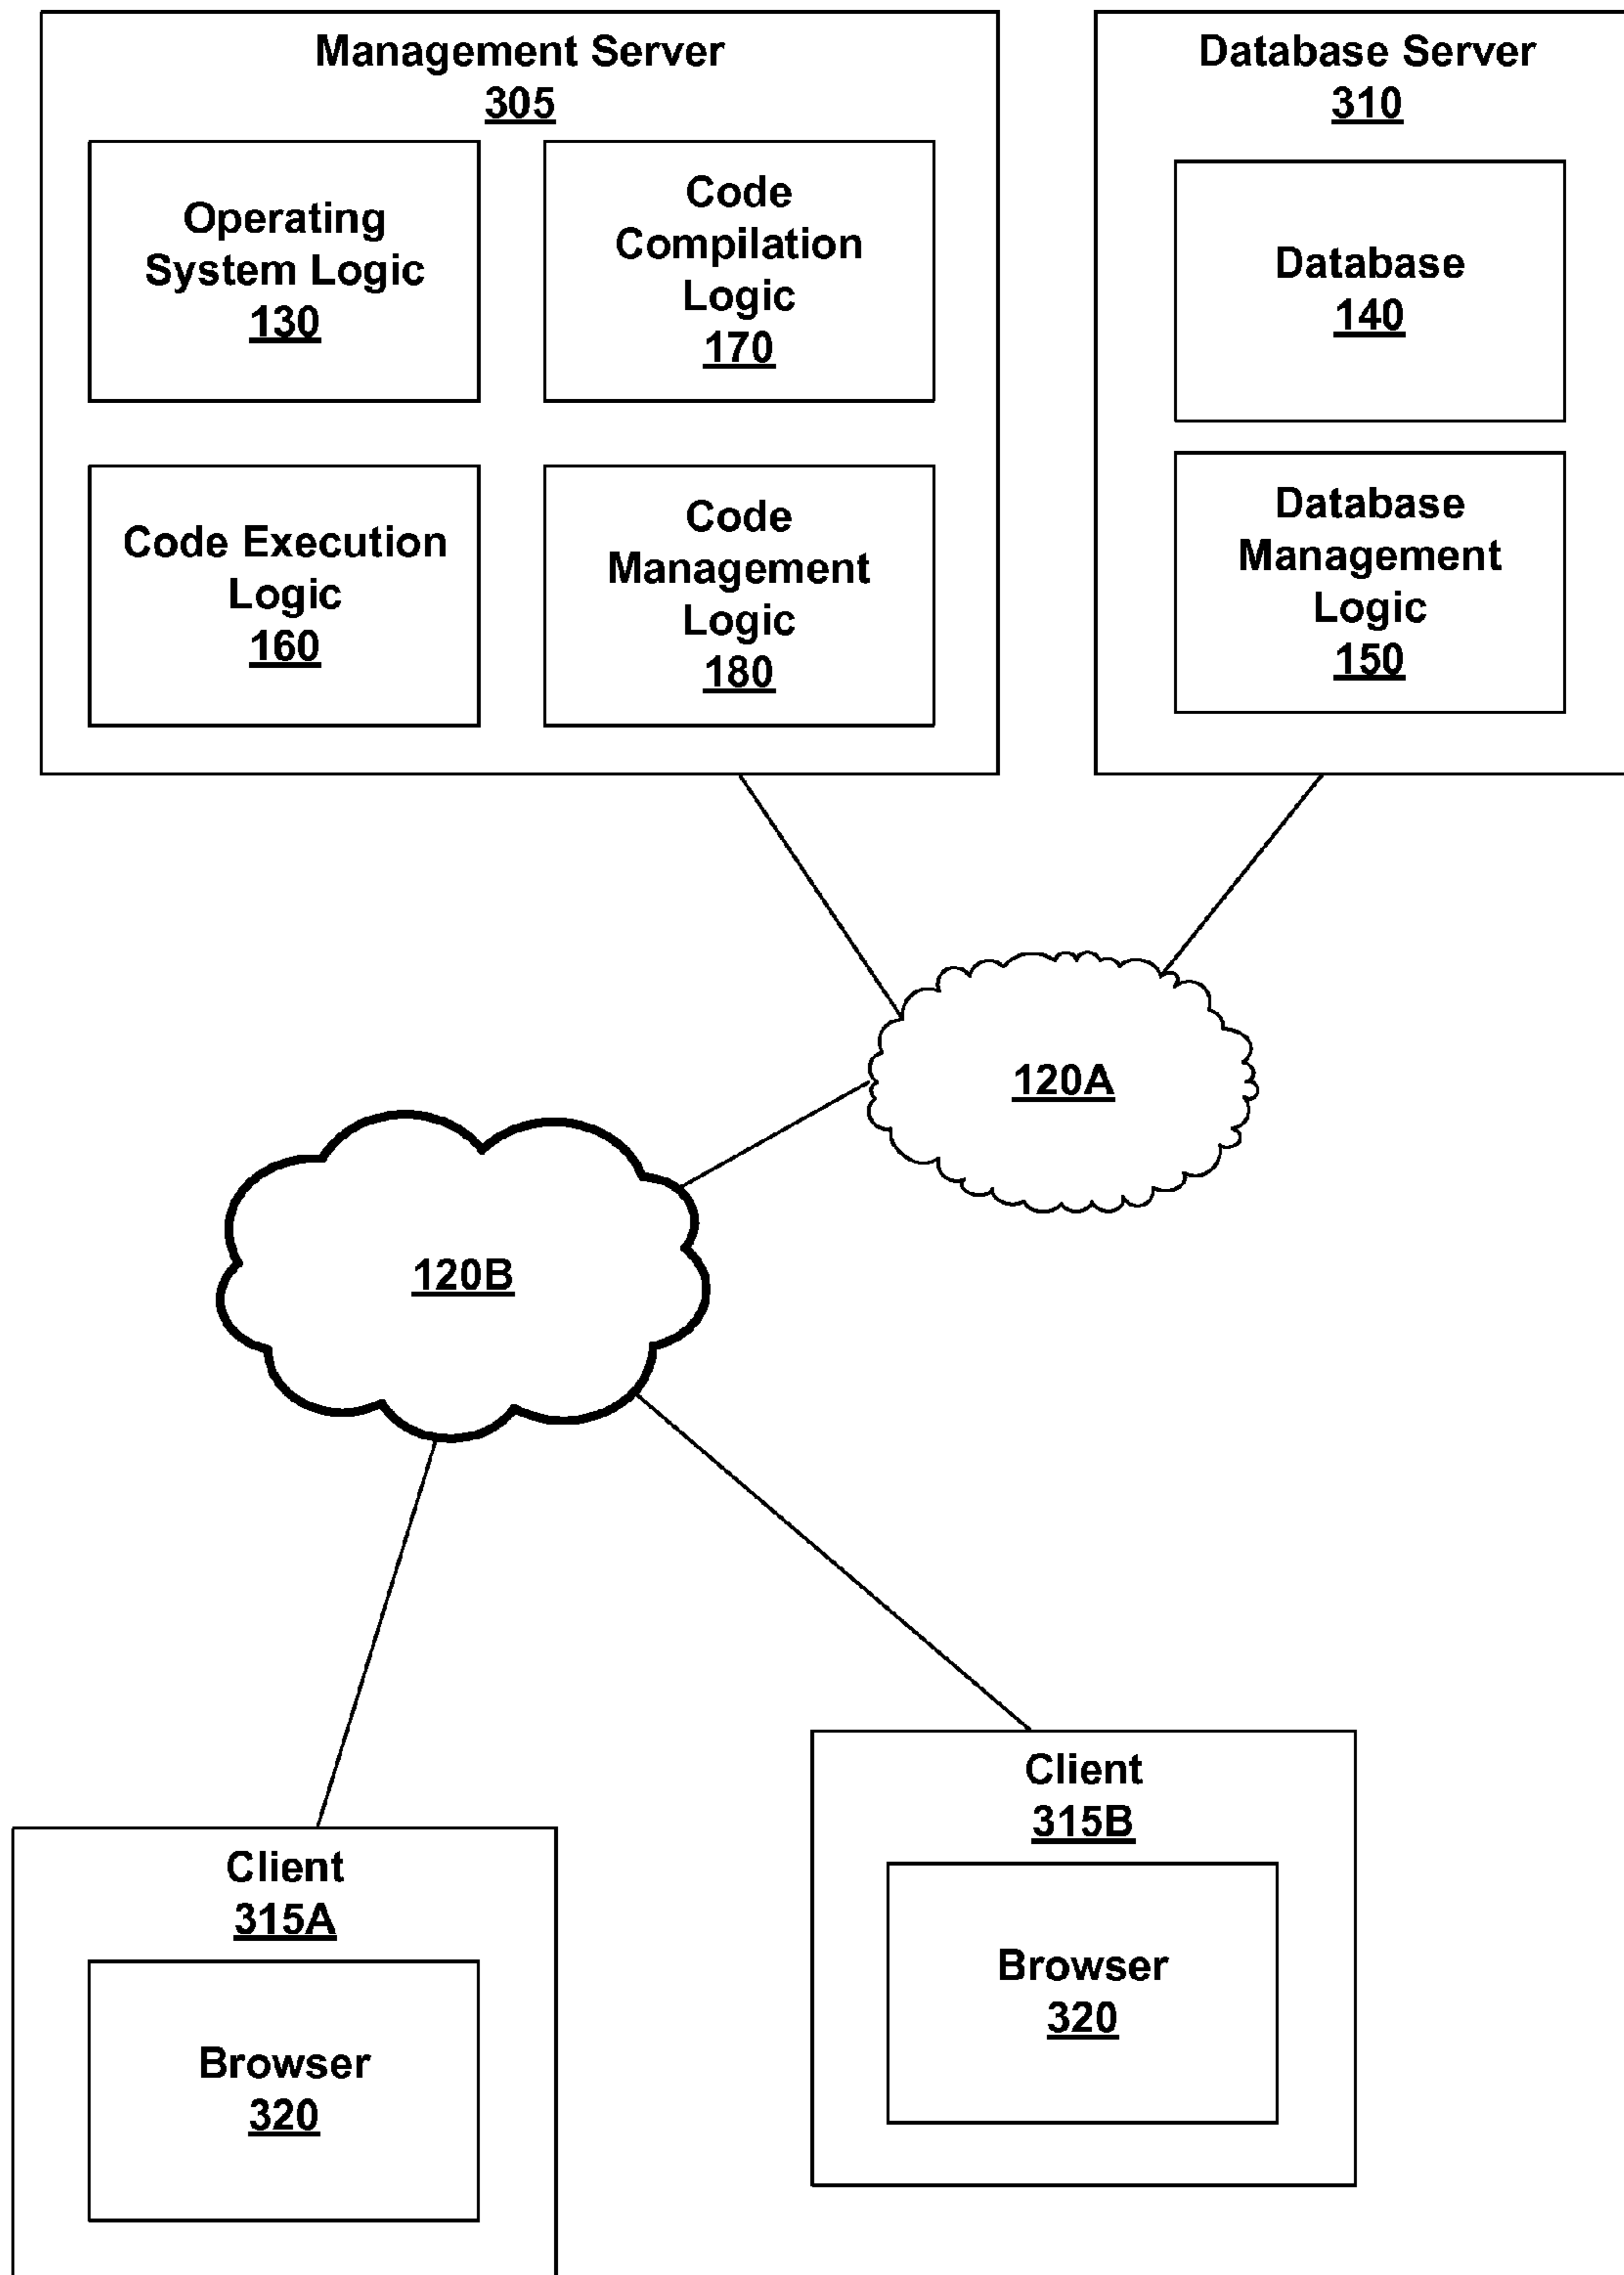 Management Server
305
Operating
System Logic
130
Code
Compilation
Logic
170
Code Execution
Logic
160
Code
Management
Logic
180
Database Server
310
Database
140
Database
Management
Logic
150
120A
120B
Client
315A
Browser
320
Client
315B
Browser
320